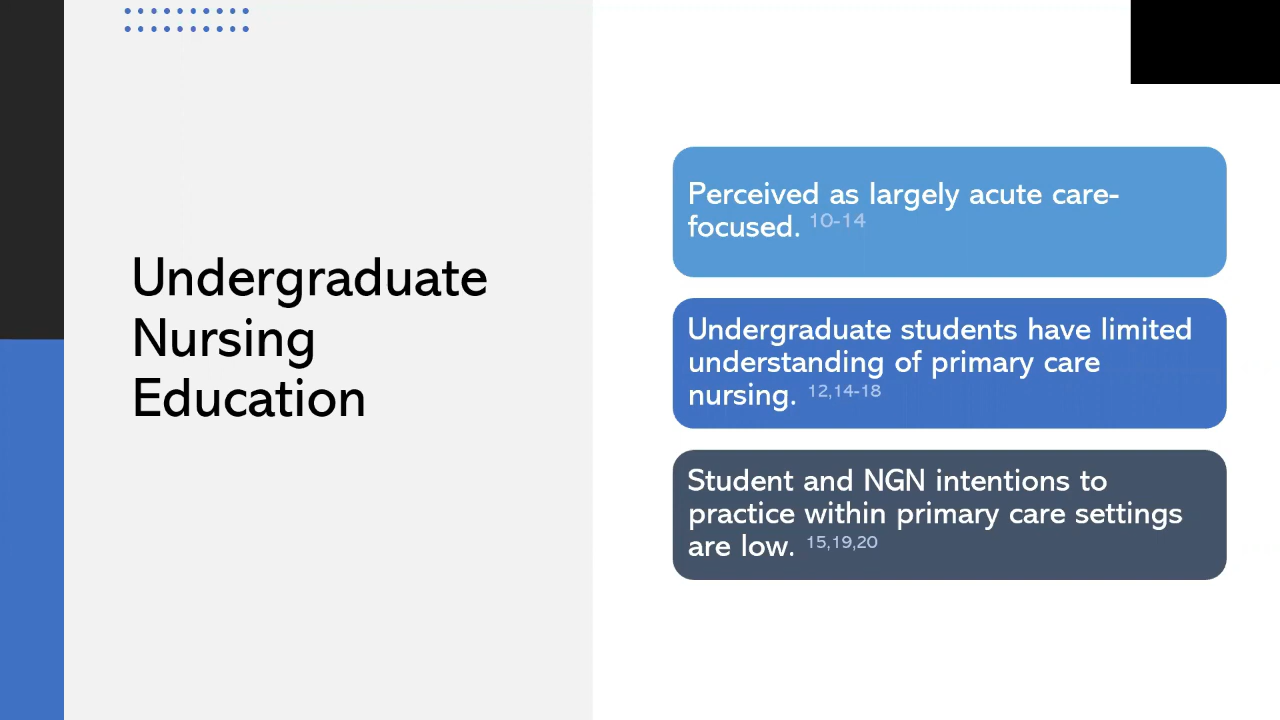 Undergraduate
Nursing
Education
Perceived as largely acute care-
focused. 10-14
Undergraduate students have limited
understanding of primary care
nursing. 12,14-18
Student and NGN intentions to
practice within primary care settings
are low. 15,19,20